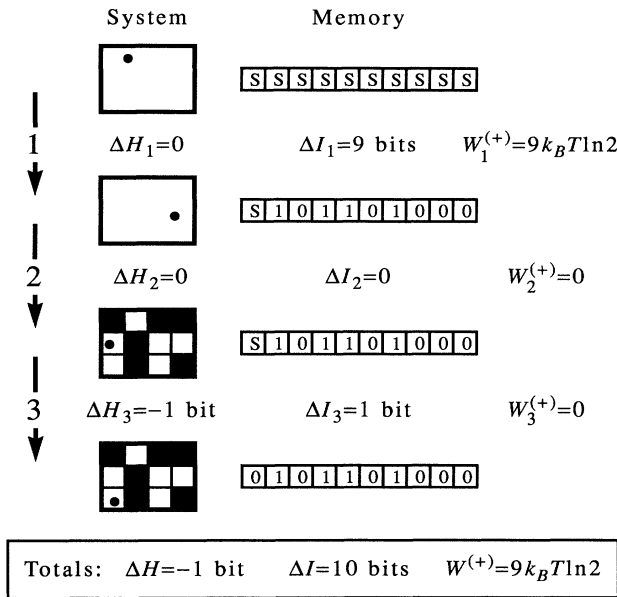 System Memory
S S S S S S S S S S
1 ΔH₁=0 ΔI₁=9 bits W₁⁽⁺⁾=9k_BTln2
S 1 0 1 1 0 1 0 0 0
2 ΔH₂=0 ΔI₂=0 W₂⁽⁺⁾=0
S 1 0 1 1 0 1 0 0 0
3 ΔH₃=−1 bit ΔI₃=1 bit W₃⁽⁺⁾=0
0 1 0 1 1 0 1 0 0 0
Totals: ΔH=−1 bit ΔI=10 bits W⁽⁺⁾=9k_BTln2